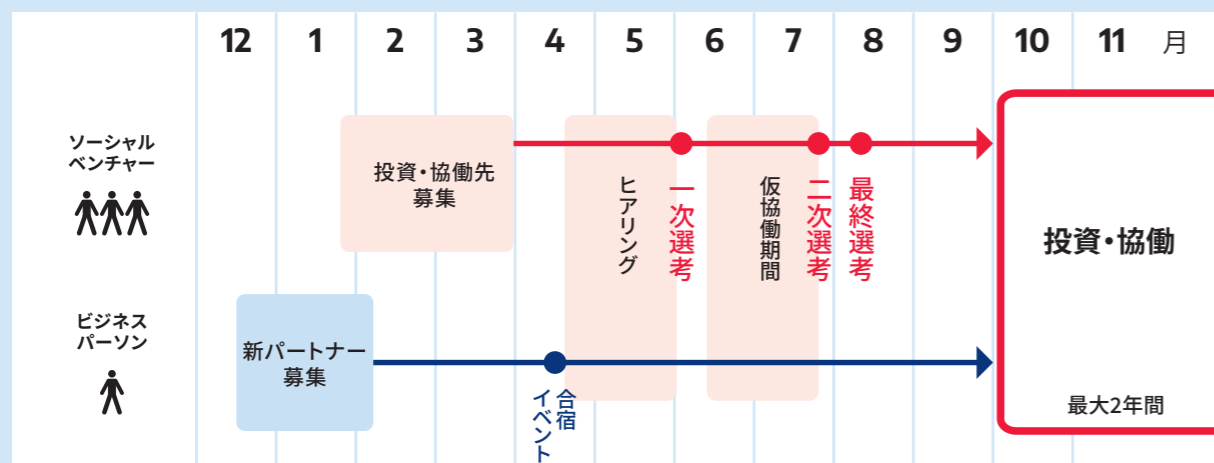 12 1 2 3 4 5 6 7 8 9 10 11 月
ソーシャル
ベンチャー
投資・協働先
募集
ヒアリング
一次選考
仮協働期間
二次選考
最終選考
投資・協働
最大2年間
ビジネス
パーソン
新パートナー
募集
合宿
イベント